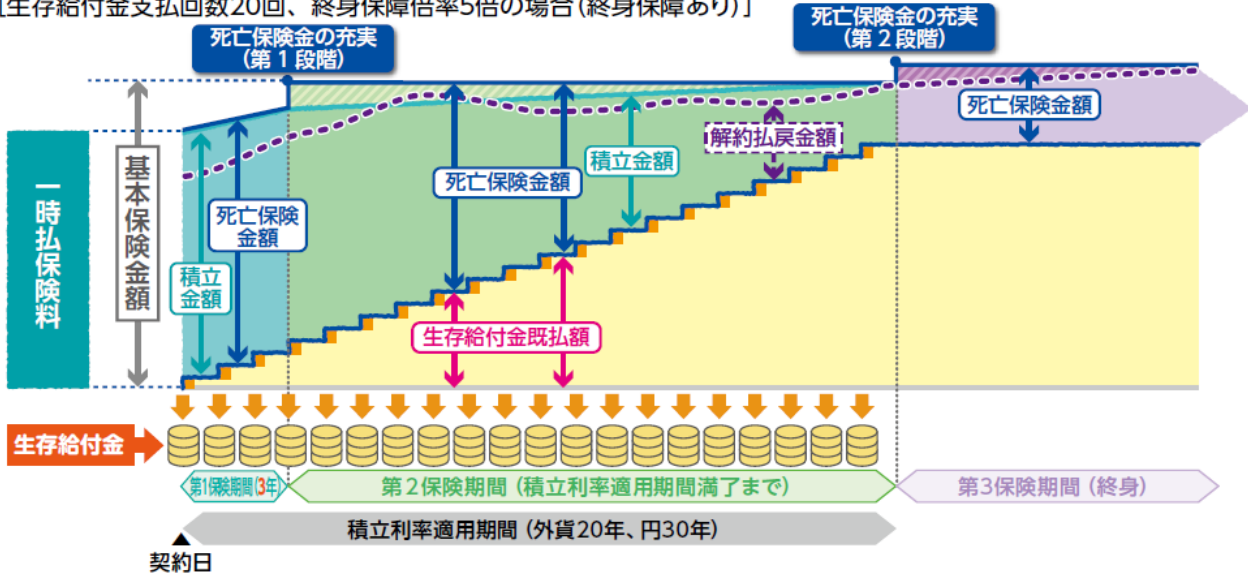 [生存給付金支払回数20回、終身保障倍率5倍の場合(終身保障あり)]
死亡保険金の充実
(第1段階)
死亡保険金の充実
(第2段階)
一時払保険料
基本保険金額
積立
金額
死亡保険
金額
死亡保険金額
積立金額
解約払戻金額
死亡保険金額
生存給付金既払額
生存給付金
第1保険期間(3年)
第2保険期間(積立利率適用期間満了まで)
第3保険期間(終身)
積立利率適用期間(外貨20年、円30年)
▲
契約日